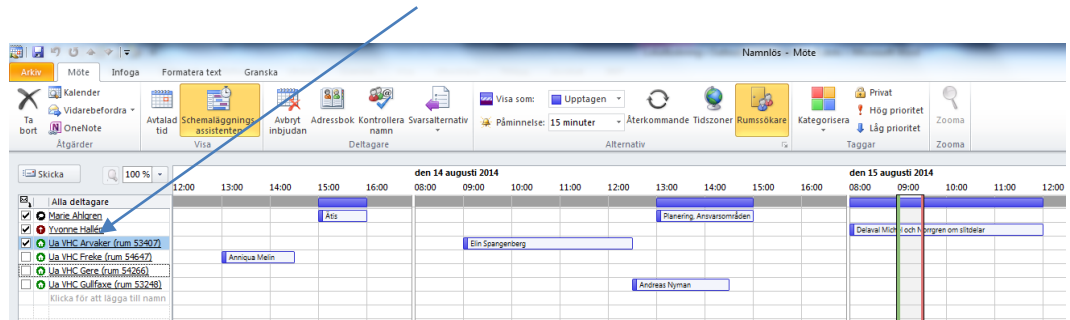 Namnlös - Möte
Arkiv Möte Infoga Formatera text Granska
Ta bort
Kalender
Vidarebefordra
OneNote
Åtgärder
Avtalad tid
Schemaläggnings assistenten
Visa
Avbryt inbjudan
Adressbok
Kontrollera namn
Svarsalternativ
Deltagare
Visa som: Upptagen
Påminnelse: 15 minuter
Återkommande
Tidszoner
Rumssökare
Alternativ
Kategorisera
Privat
Hög prioritet
Låg prioritet
Taggar
Zooma
Zooma
Skicka 100 %
den 14 augusti 2014 den 15 augusti 2014
12:00 13:00 14:00 15:00 16:00 08:00 09:00 10:00 11:00 12:00 13:00 14:00 15:00 16:00 08:00 09:00 10:00 11:00 12:00
Alla deltagare
Marie Ahlgren Ätis Planering, Ansvarsområden
Yvonne Delaval och om slitdelar
Ua VHC Arvaker (rum 53407) Elin Spangenberg
Ua VHC Freke (rum 54647) Anniqua Melin
Ua VHC Gere (rum 54266)
Ua VHC Gullfaxe (rum 53248) Andreas Nyman
Klicka för att lägga till namn